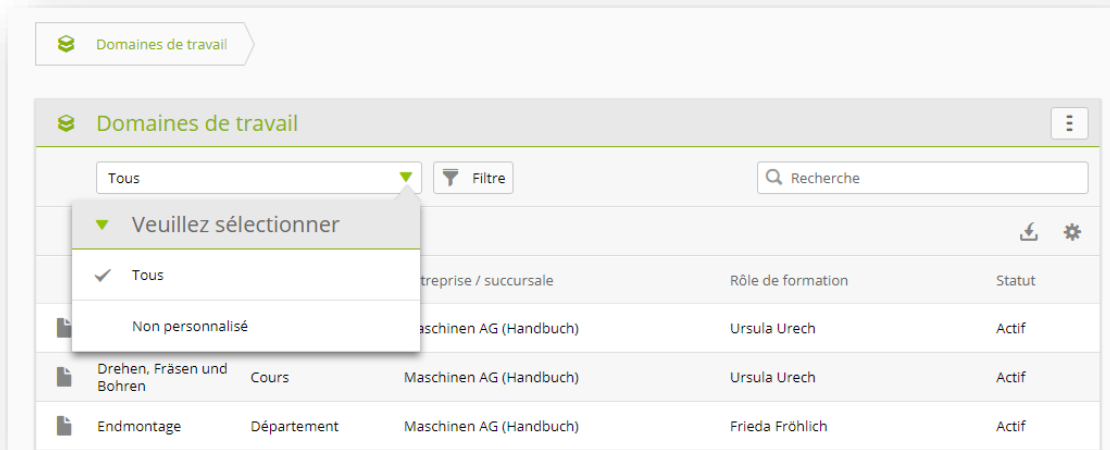 Domaines de travail
Domaines de travail
Tous
Filtre
Recherche
Veuillez sélectionner
Tous
Non personnalisé
treprise / succursale Rôle de formation Statut
aschinen AG (Handbuch) Ursula Urech Actif
Drehen, Fräsen und
Bohren
Cours Maschinen AG (Handbuch) Ursula Urech Actif
Endmontage Département Maschinen AG (Handbuch) Frieda Fröhlich Actif